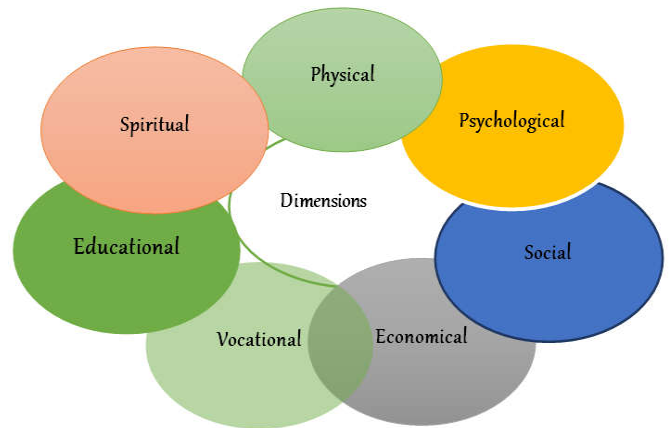 Physical
Spiritual
Psychological
Dimensions
Educational
Social
Vocational
Economical